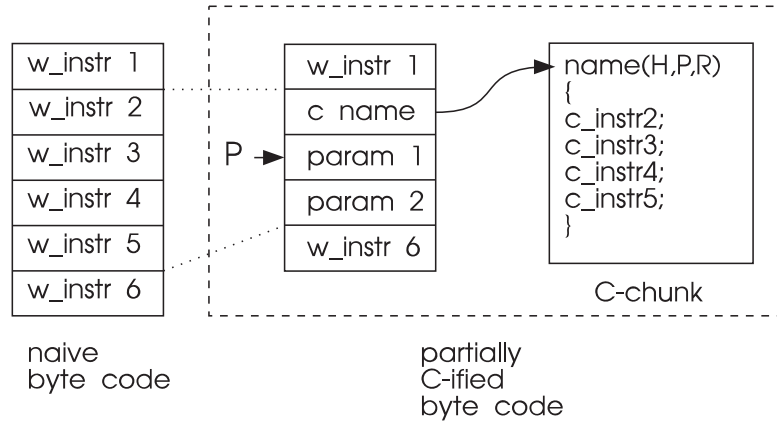 w_instr 1
w_instr 2
w_instr 3
w_instr 4
w_instr 5
w_instr 6
naive
byte code
P
w_instr 1
c name
param 1
param 2
w_instr 6
name(H,P,R)
{
c_instr2;
c_instr3;
c_instr4;
c_instr5;
}
C-chunk
partially
C-ified
byte code